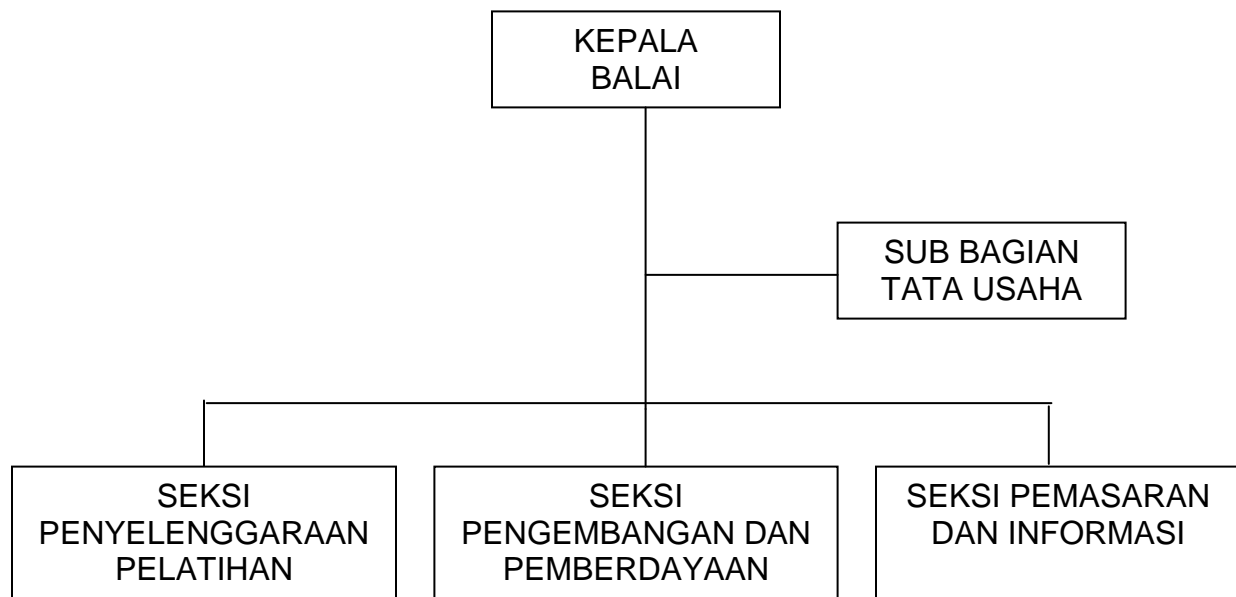 KEPALA
BALAI
SUB BAGIAN
TATA USAHA
SEKSI
PENYELENGGARAAN
PELATIHAN
SEKSI
PENGEMBANGAN DAN
PEMBERDAYAAN
SEKSI PEMASARAN
DAN INFORMASI